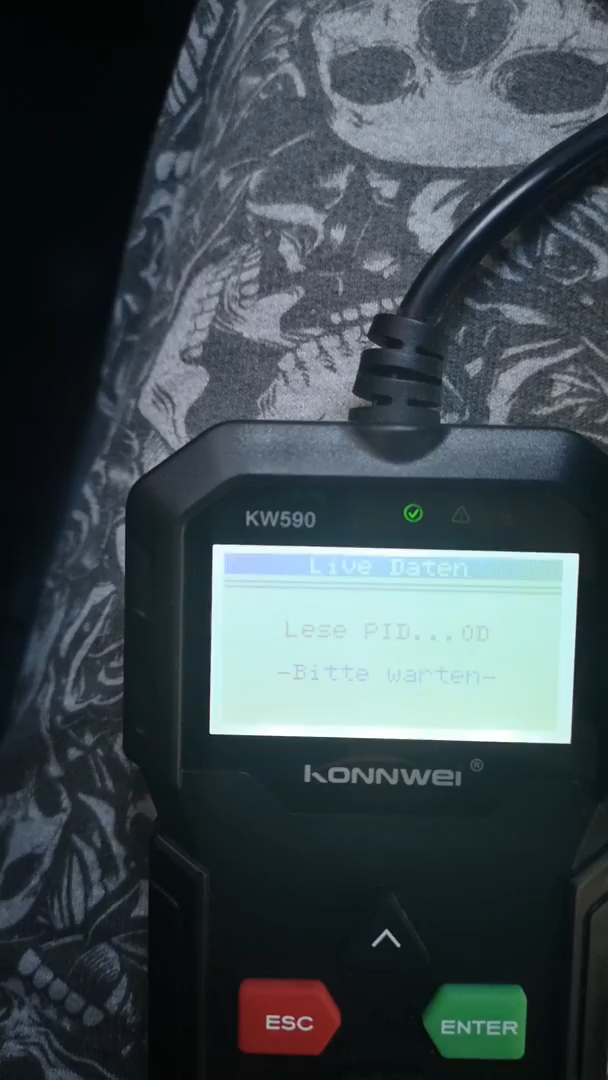 KW590
Live Daten
Lese PID...0D
-Bitte warten-
KONNWEI®
ESC
ENTER